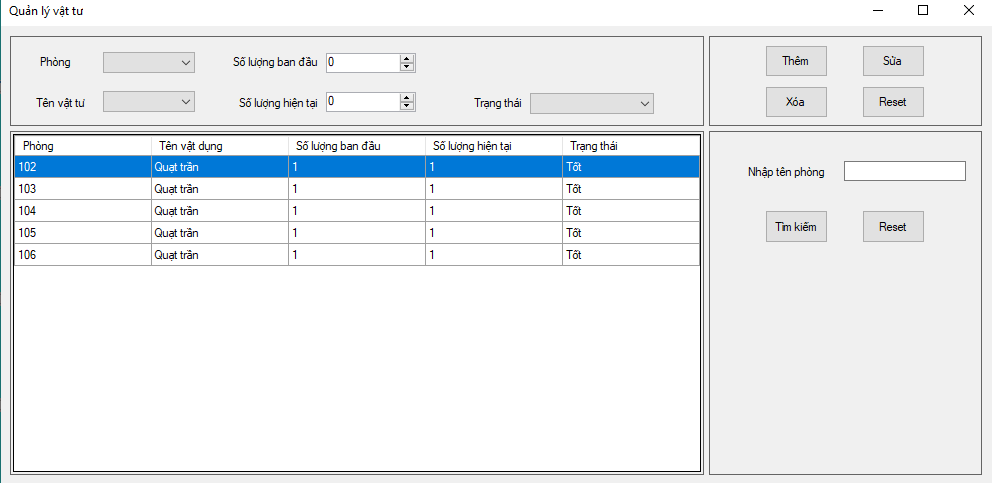 Quản lý vật tư
Phòng Số lượng ban đầu 0
Tên vật tư Số lượng hiện tại 0 Trạng thái
Thêm Sửa
Xóa Reset
Phòng Tên vật dụng Số lượng ban đầu Số lượng hiện tại Trạng thái
102 Quạt trần 1 1 Tốt
103 Quạt trần 1 1 Tốt
104 Quạt trần 1 1 Tốt
105 Quạt trần 1 1 Tốt
106 Quạt trần 1 1 Tốt
Nhập tên phòng
Tìm kiếm Reset